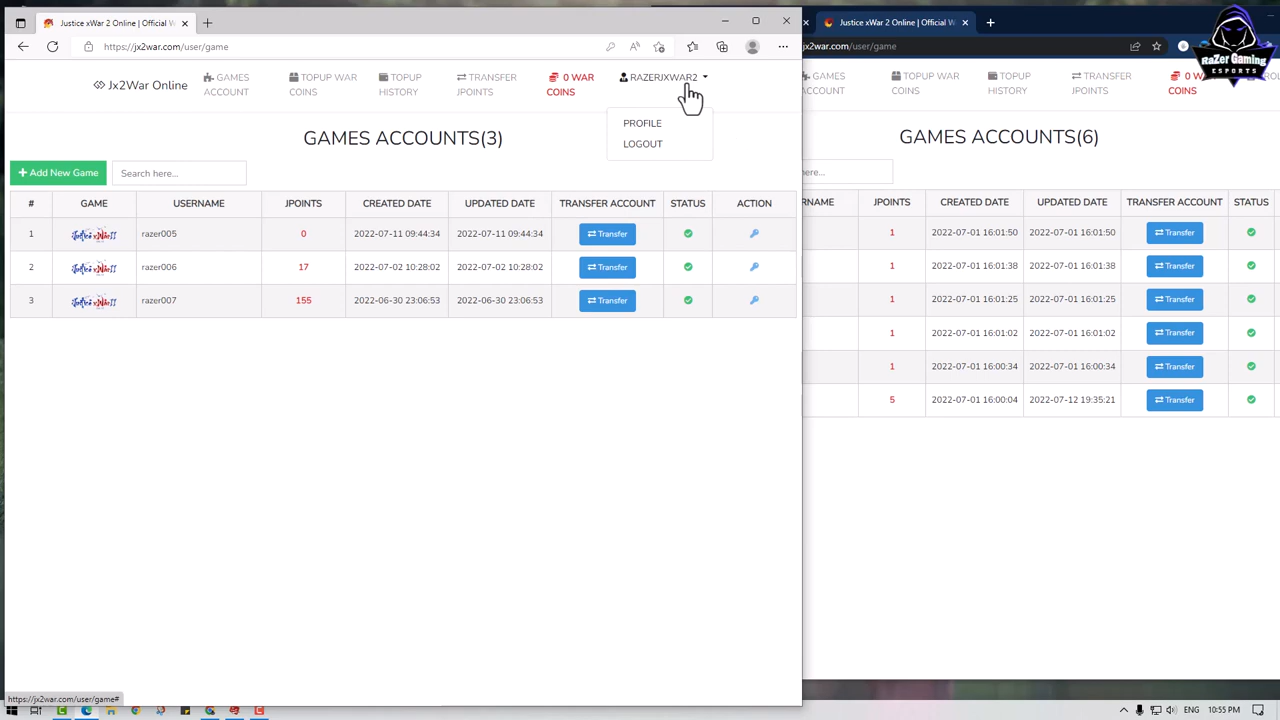 Justice xWar 2 Online | Official W
https://jx2war.com/user/game
Jx2War Online
GAMES ACCOUNT
TOPUP WAR COINS
TOPUP HISTORY
TRANSFER JPOINTS
0 WAR COINS
RAZERJXWAR2
PROFILE
LOGOUT
GAMES ACCOUNTS(3)
Add New Game
Search here...
# GAME USERNAME JPOINTS CREATED DATE UPDATED DATE TRANSFER ACCOUNT STATUS ACTION
1 razer005 0 2022-07-11 09:44:34 2022-07-11 09:44:34 Transfer
2 razer006 17 2022-07-02 10:28:02 2022-07-02 10:28:02 Transfer
3 razer007 155 2022-06-30 23:06:53 2022-06-30 23:06:53 Transfer
https://jx2war.com/user/game#
Justice xWar 2 Online | Official W
jx2war.com/user/game
RaZer Gaming
ESPORTS
GAMES ACCOUNT
TOPUP WAR COINS
TOPUP HISTORY
TRANSFER JPOINTS
0 W
COINS
GAMES ACCOUNTS(6)
here...
NAME JPOINTS CREATED DATE UPDATED DATE TRANSFER ACCOUNT STATUS
1 2022-07-01 16:01:50 2022-07-01 16:01:50 Transfer
1 2022-07-01 16:01:38 2022-07-01 16:01:38 Transfer
1 2022-07-01 16:01:25 2022-07-01 16:01:25 Transfer
1 2022-07-01 16:01:02 2022-07-01 16:01:02 Transfer
1 2022-07-01 16:00:34 2022-07-01 16:00:34 Transfer
5 2022-07-01 16:00:04 2022-07-12 19:35:21 Transfer
ENG 10:55 PM